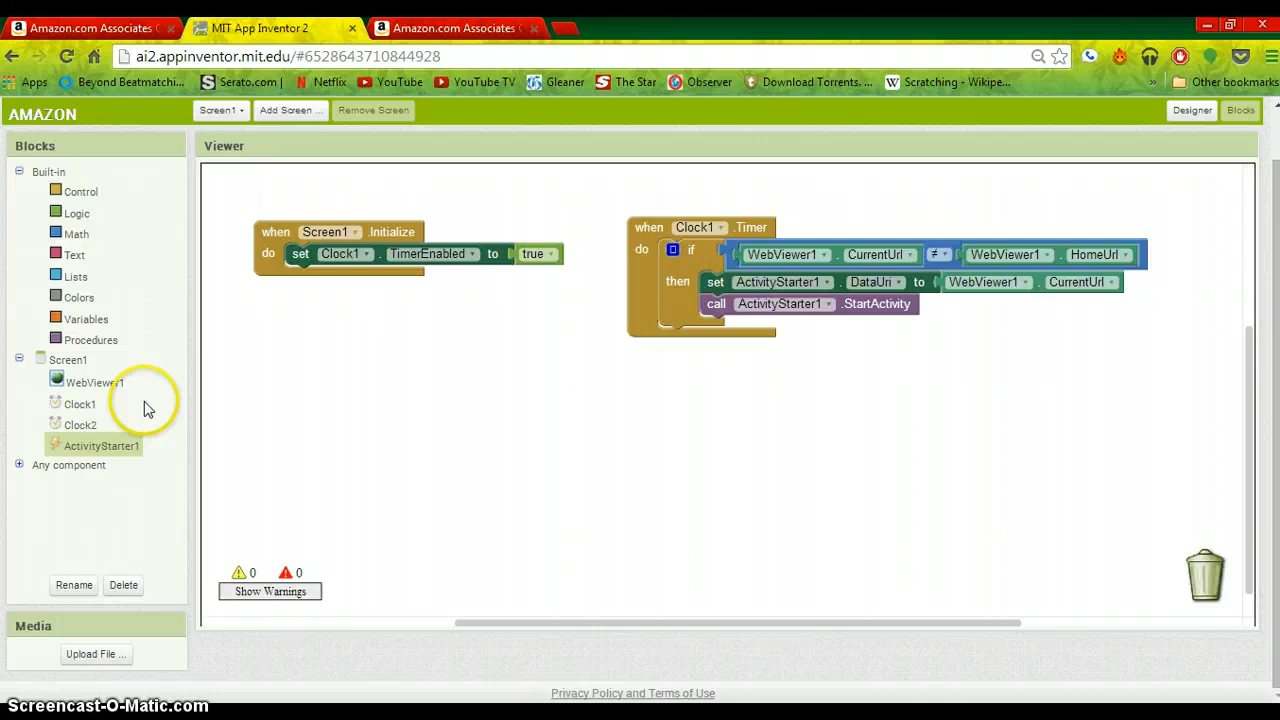 Amazon.com Associates C
MIT App Inventor 2
Amazon.com Associates C
ai2.appinventor.mit.edu/#6528643710844928
Apps
Beyond Beatmatchi...
Serato.com |
Netflix
YouTube
YouTube TV
Gleaner
The Star
Observer
Download Torrents, ...
Scratching - Wikipe...
»
Other bookmarks
AMAZON
Screen1
Add Screen ...
Remove Screen
Designer
Blocks
Blocks
Viewer
Built-in
Control
Logic
Math
Text
Lists
Colors
Variables
Procedures
Screen1
WebViewer1
Clock1
Clock2
ActivityStarter1
Any component
Rename
Delete
Media
Upload File ...
when Screen1 .Initialize
do set Clock1 . TimerEnabled to true
when Clock1 .Timer
do if WebViewer1 . CurrentUrl ≠ WebViewer1 . HomeUrl
then set ActivityStarter1 . DataUri to WebViewer1 . CurrentUrl
call ActivityStarter1 .StartActivity
0 0
Show Warnings
Privacy Policy and Terms of Use
Screencast-O-Matic.com